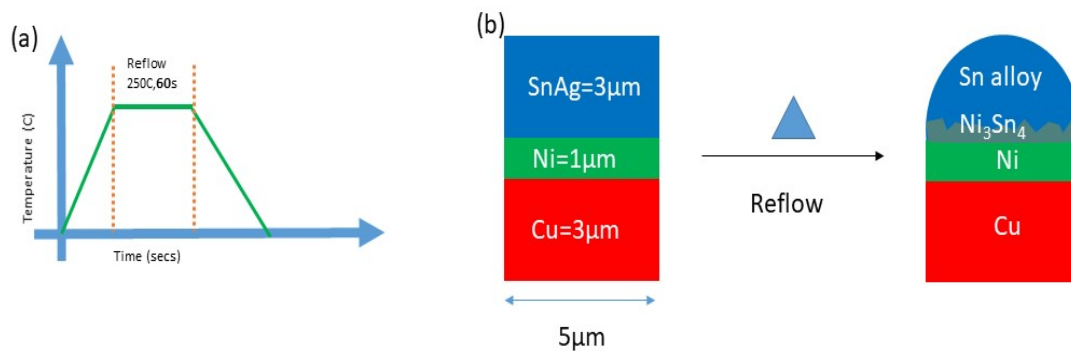 (a)
Reflow
250C,60s
Temperature (C)
Time (secs)
(b)
SnAg=3μm
Ni=1μm
Cu=3μm
5μm
Reflow
Sn alloy
Ni₃Sn₄
Ni
Cu